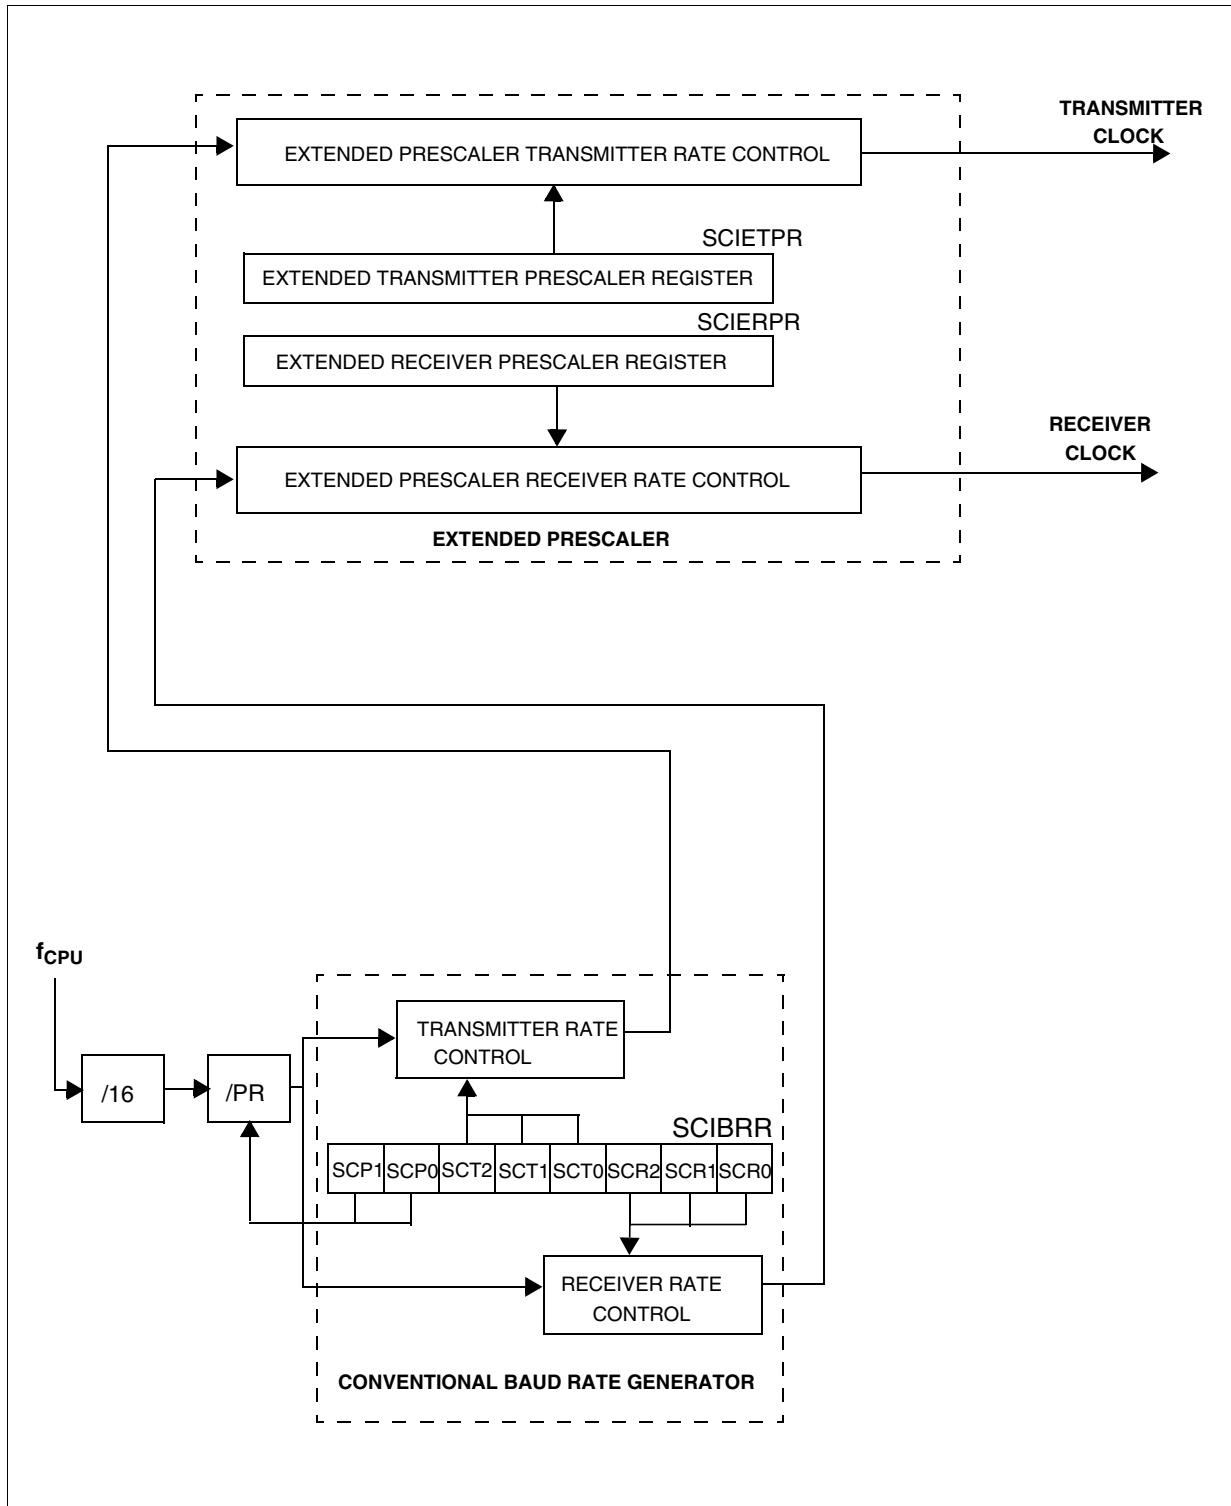 TRANSMITTER
CLOCK
EXTENDED PRESCALER TRANSMITTER RATE CONTROL
SCIETPR
EXTENDED TRANSMITTER PRESCALER REGISTER
SCIERPR
EXTENDED RECEIVER PRESCALER REGISTER
RECEIVER
CLOCK
EXTENDED PRESCALER RECEIVER RATE CONTROL
EXTENDED PRESCALER
fCPU
TRANSMITTER RATE
CONTROL
/16
/PR
SCIBRR
SCP1 SCP0 SCT2 SCT1 SCT0 SCR2 SCR1 SCR0
RECEIVER RATE
CONTROL
CONVENTIONAL BAUD RATE GENERATOR